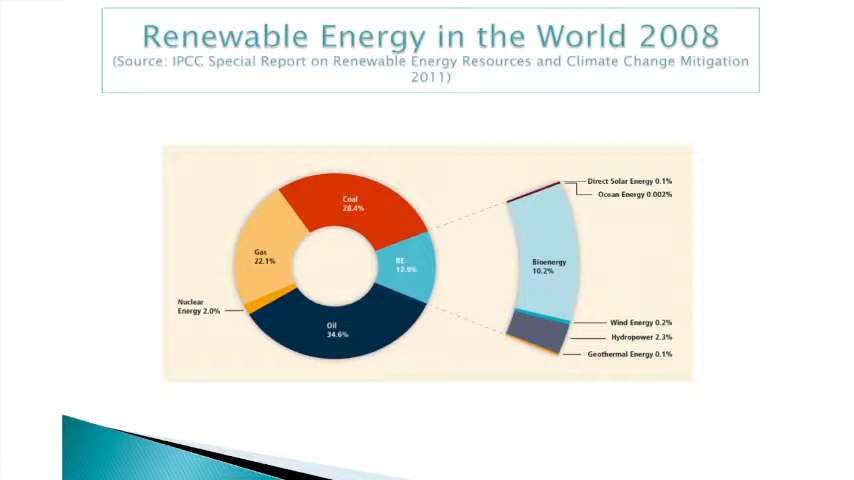 Renewable Energy in the World 2008
(Source: IPCC Special Report on Renewable Energy Resources and Climate Change Mitigation
2011)
Coal
28.4%
Gas
22.1%
RE
12.9%
Nuclear
Energy 2.0%
Oil
34.6%
Direct Solar Energy 0.1%
Ocean Energy 0.002%
Bioenergy
10.2%
Wind Energy 0.2%
Hydropower 2.3%
Geothermal Energy 0.1%